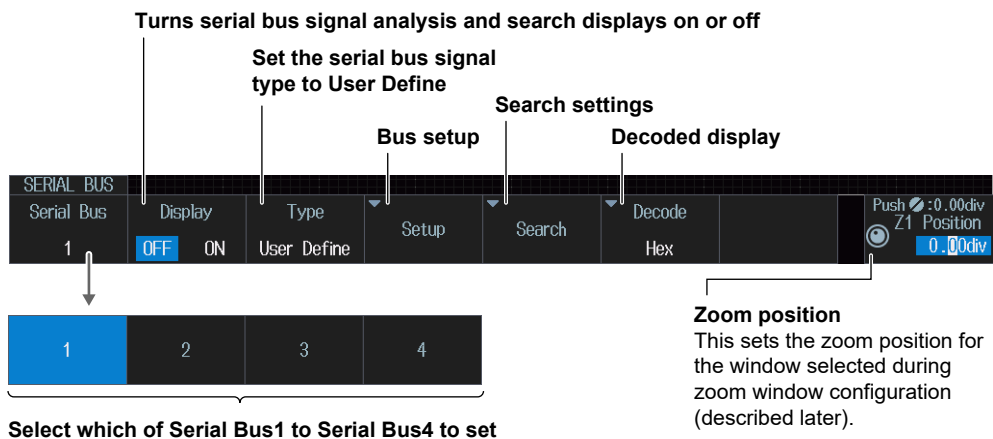 Turns serial bus signal analysis and search displays on or off
Set the serial bus signal
type to User Define
Search settings
Bus setup
Decoded display
SERIAL BUS
Serial Bus
1
Display
OFF ON
Type
User Define
Setup
Search
Decode
Hex
Push :0.00div
Z1 Position
0.00div
1
2
3
4
Zoom position
This sets the zoom position for
the window selected during
zoom window configuration
(described later).
Select which of Serial Bus1 to Serial Bus4 to set